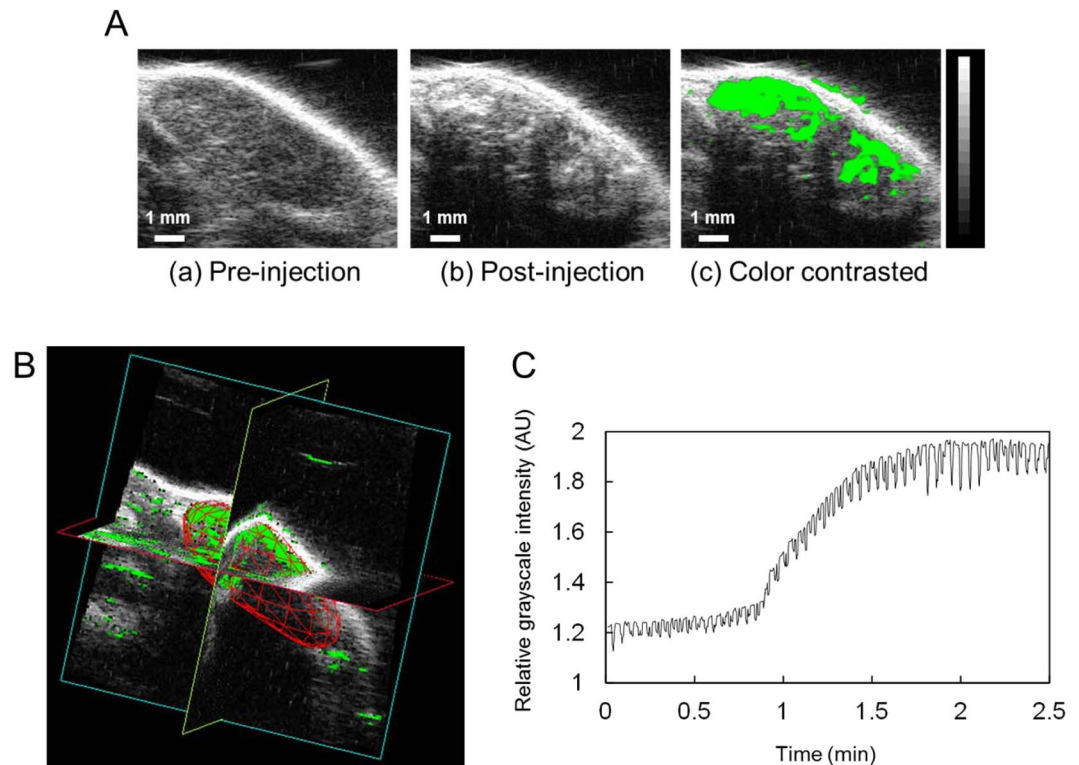 A
1 mm
1 mm
1 mm
(a) Pre-injection
(b) Post-injection
(c) Color contrasted
B
C
Relative grayscale intensity (AU)
2
1.8
1.6
1.4
1.2
1
0
0.5
1
1.5
2
2.5
Time (min)